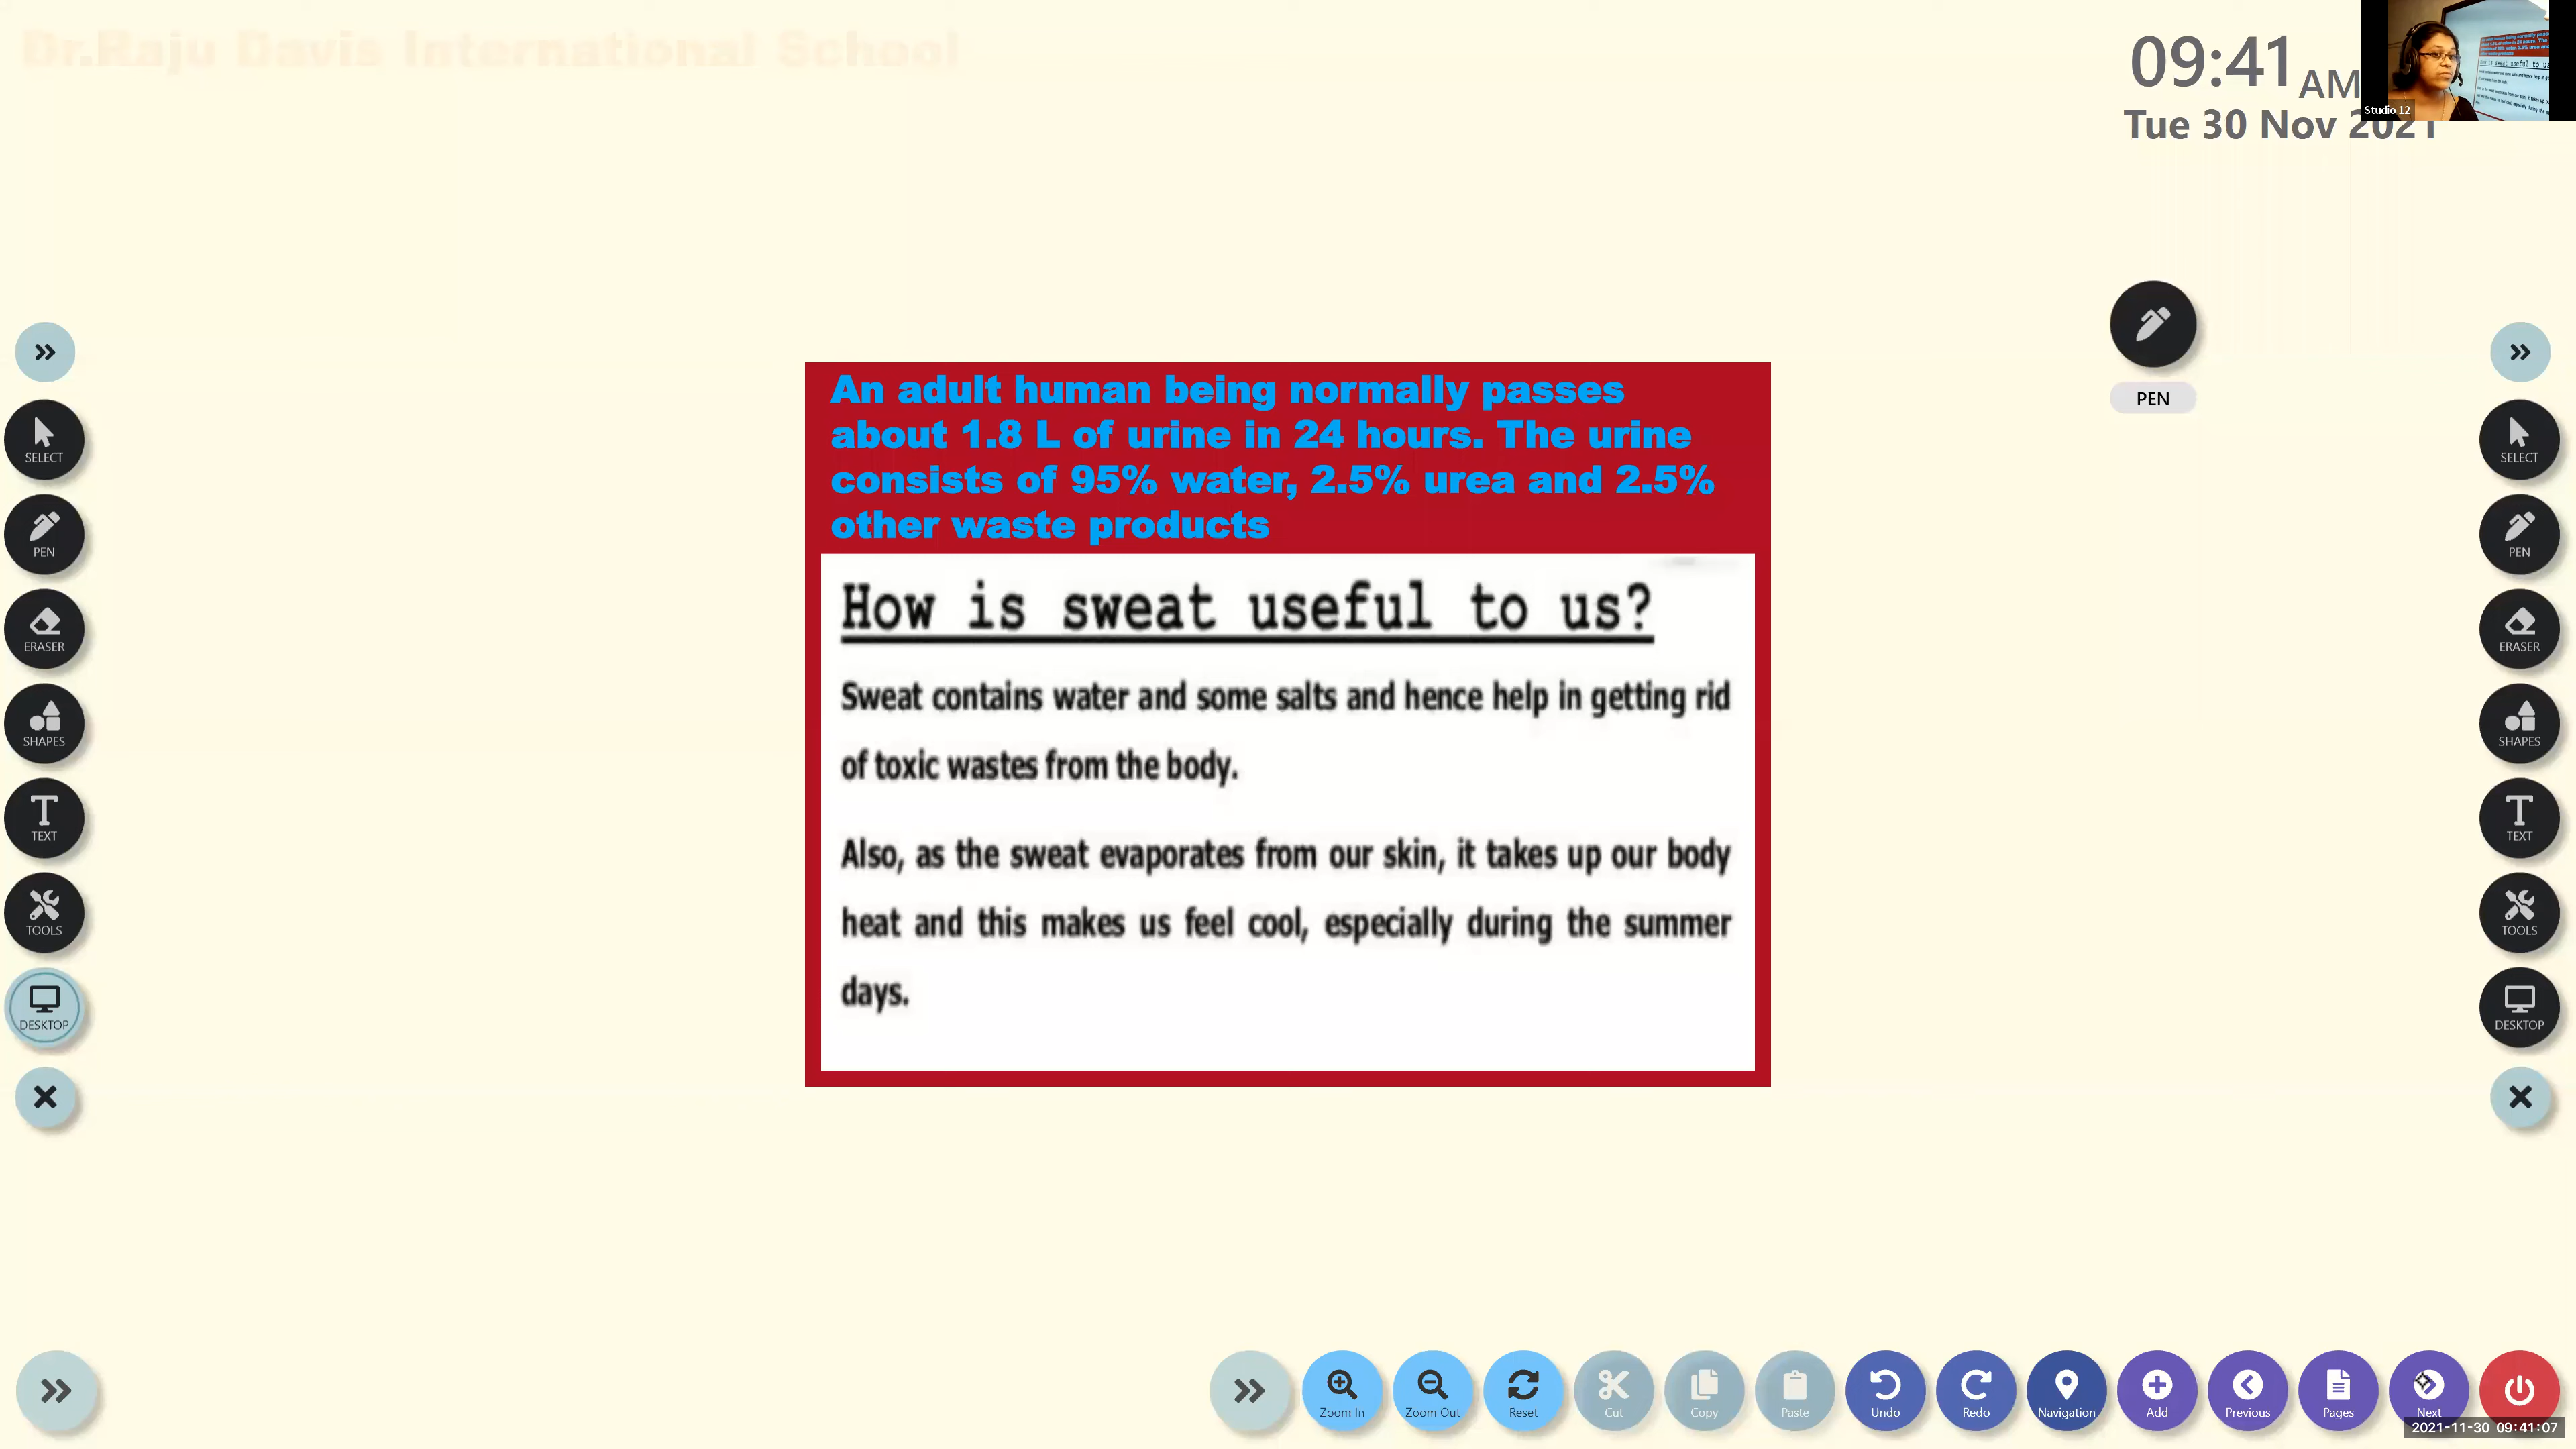 Dr.Raju Davis International School
09:41 AM
Tue 30 Nov 2021
Studio 12
PEN
An adult human being normally passes
about 1.8 L of urine in 24 hours. The urine
consists of 95% water, 2.5% urea and 2.5%
other waste products
How is sweat useful to us?
Sweat contains water and some salts and hence help in getting rid
of toxic wastes from the body.
Also, as the sweat evaporates from our skin, it takes up our body
heat and this makes us feel cool, especially during the summer
days.
SELECT
PEN
ERASER
SHAPES
TEXT
TOOLS
DESKTOP
SELECT
PEN
ERASER
SHAPES
TEXT
TOOLS
DESKTOP
Zoom In
Zoom Out
Reset
Cut
Copy
Paste
Undo
Redo
Navigation
Add
Previous
Pages
Next
2021-11-30 09:41:07